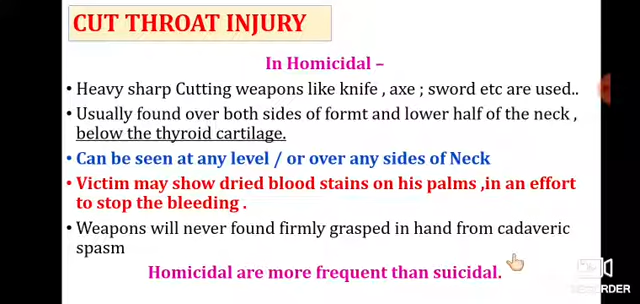 CUT THROAT INJURY
In Homicidal –
• Heavy sharp Cutting weapons like knife , axe ; sword etc are used..
• Usually found over both sides of formt and lower half of the neck ,
below the thyroid cartilage.
• Can be seen at any level / or over any sides of Neck
• Victim may show dried blood stains on his palms ,in an effort
to stop the bleeding .
• Weapons will never found firmly grasped in hand from cadaveric
spasm
Homicidal are more frequent than suicidal.